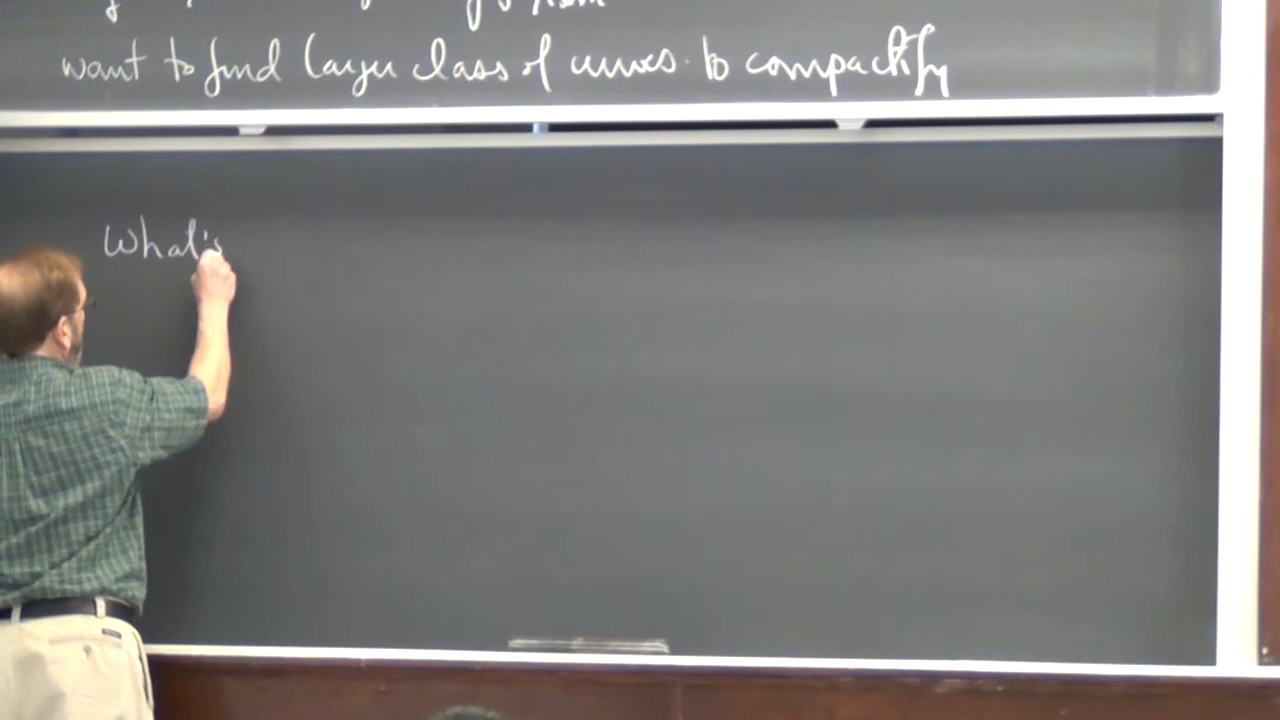 want to find larger class of curves to compactify
What's